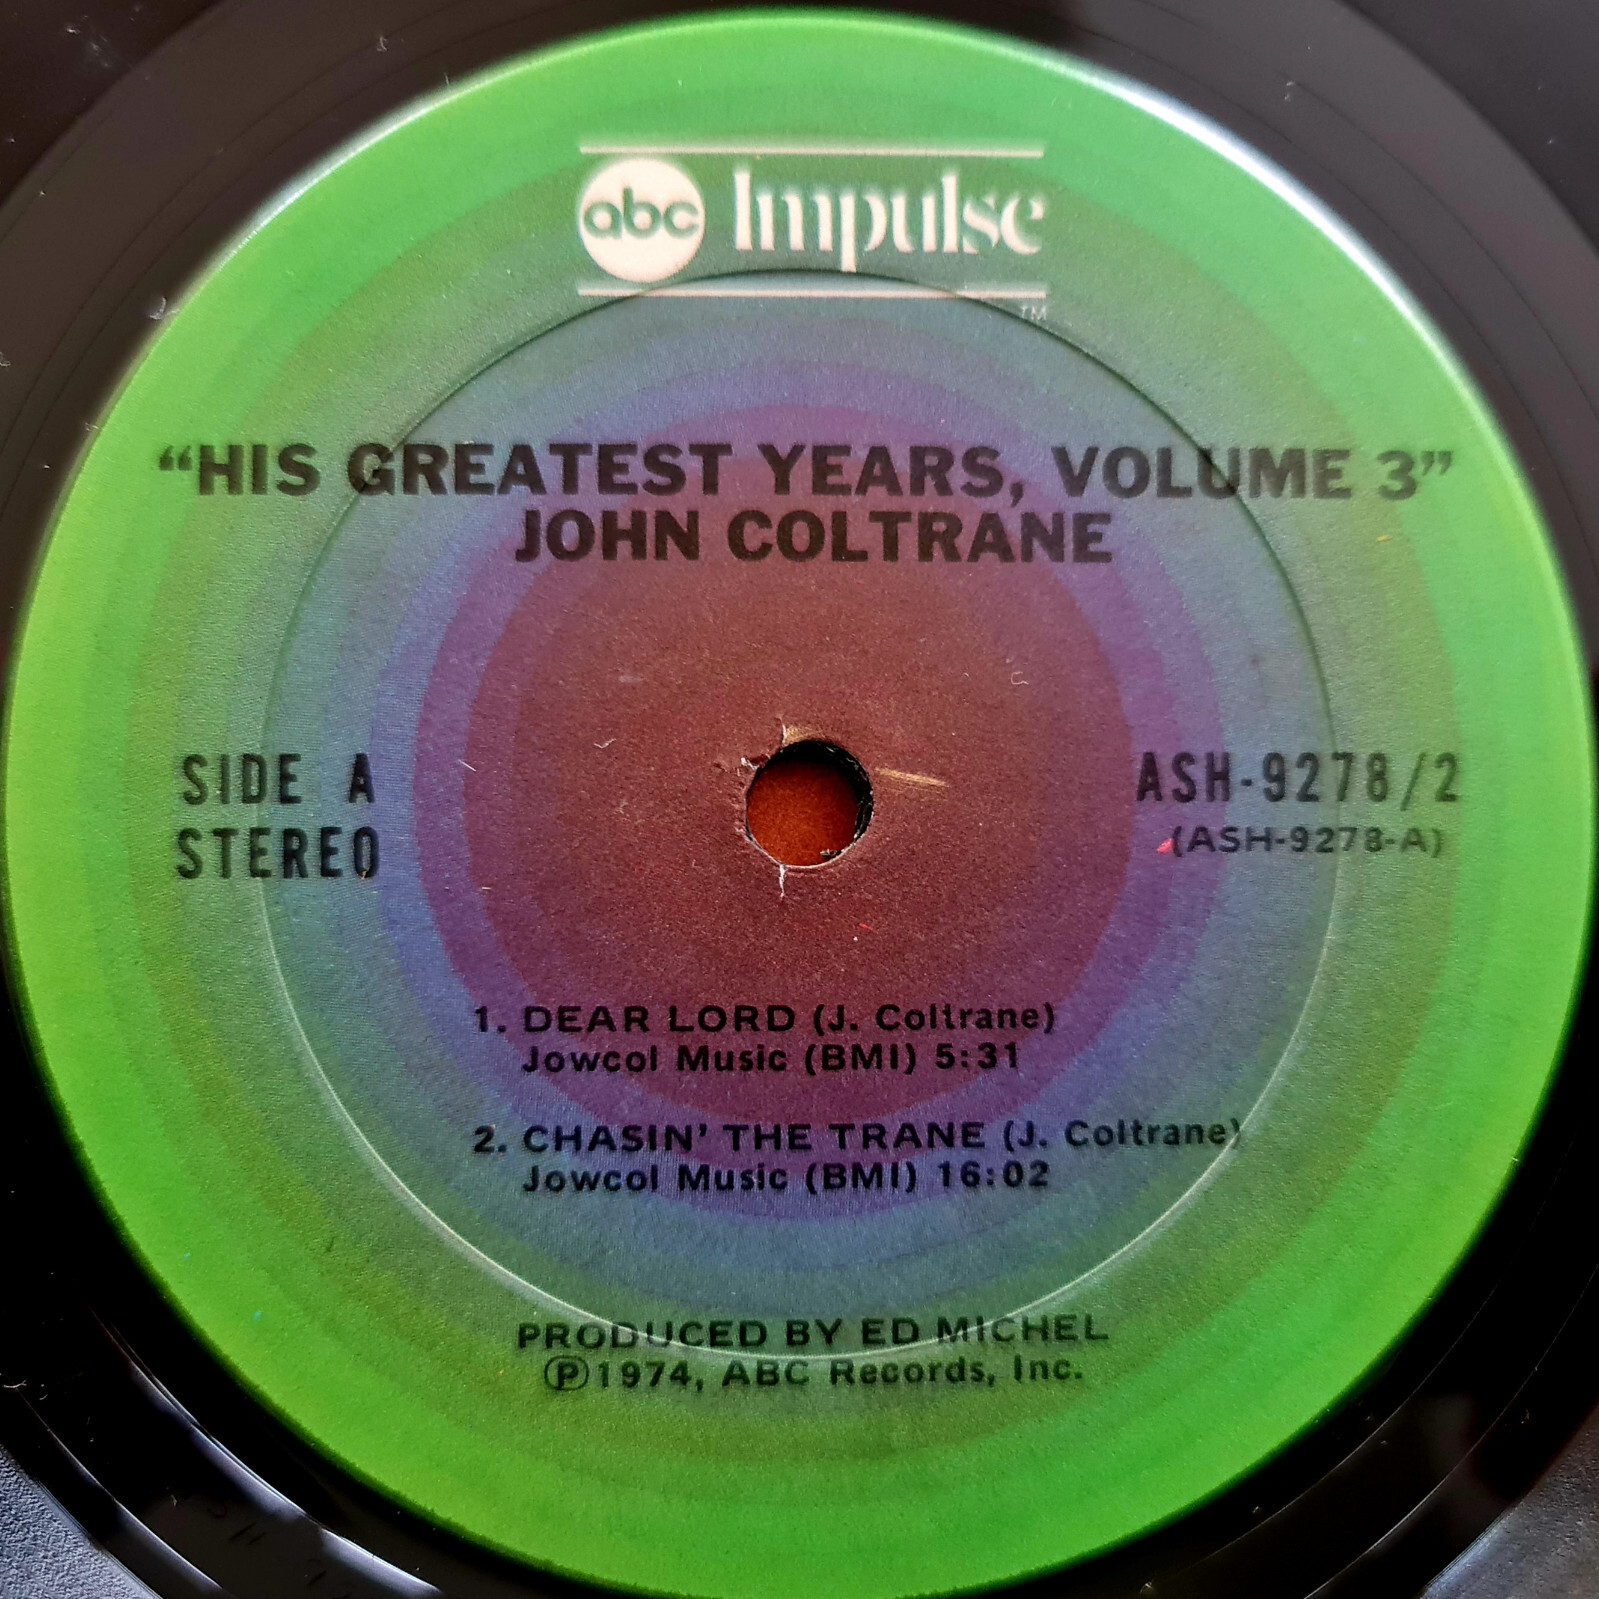 abc Impulse
TM
“HIS GREATEST YEARS, VOLUME 3”
JOHN COLTRANE
SIDE A
STEREO
ASH-9278/2
(ASH-9278-A)
1. DEAR LORD (J. Coltrane)
Jowcol Music (BMI) 5:31
2. CHASIN’ THE TRANE (J. Coltrane)
Jowcol Music (BMI) 16:02
PRODUCED BY ED MICHEL
Ⓟ1974, ABC Records, Inc.